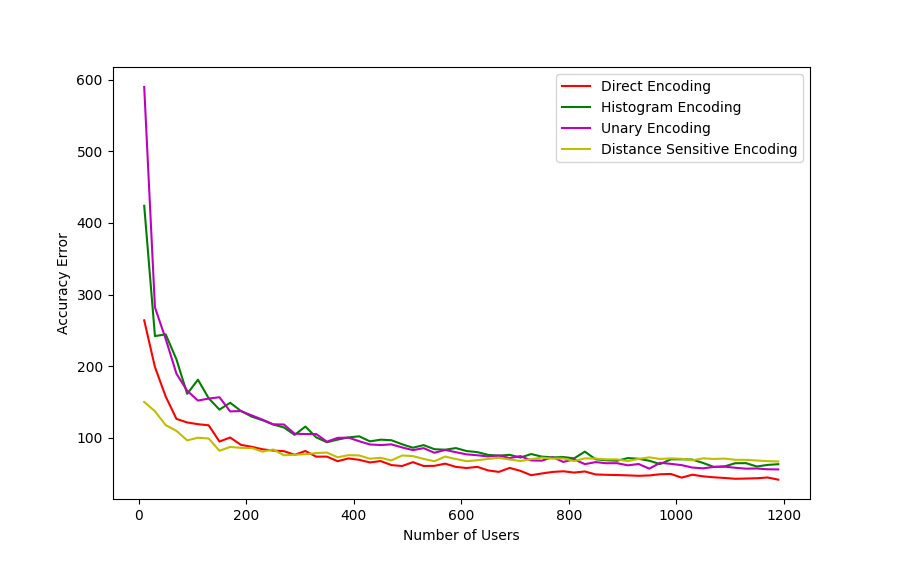 Direct Encoding
Histogram Encoding
Unary Encoding
Distance Sensitive Encoding
600
500
400
300
200
100
Accuracy Error
0
200
400
600
800
1000
1200
Number of Users